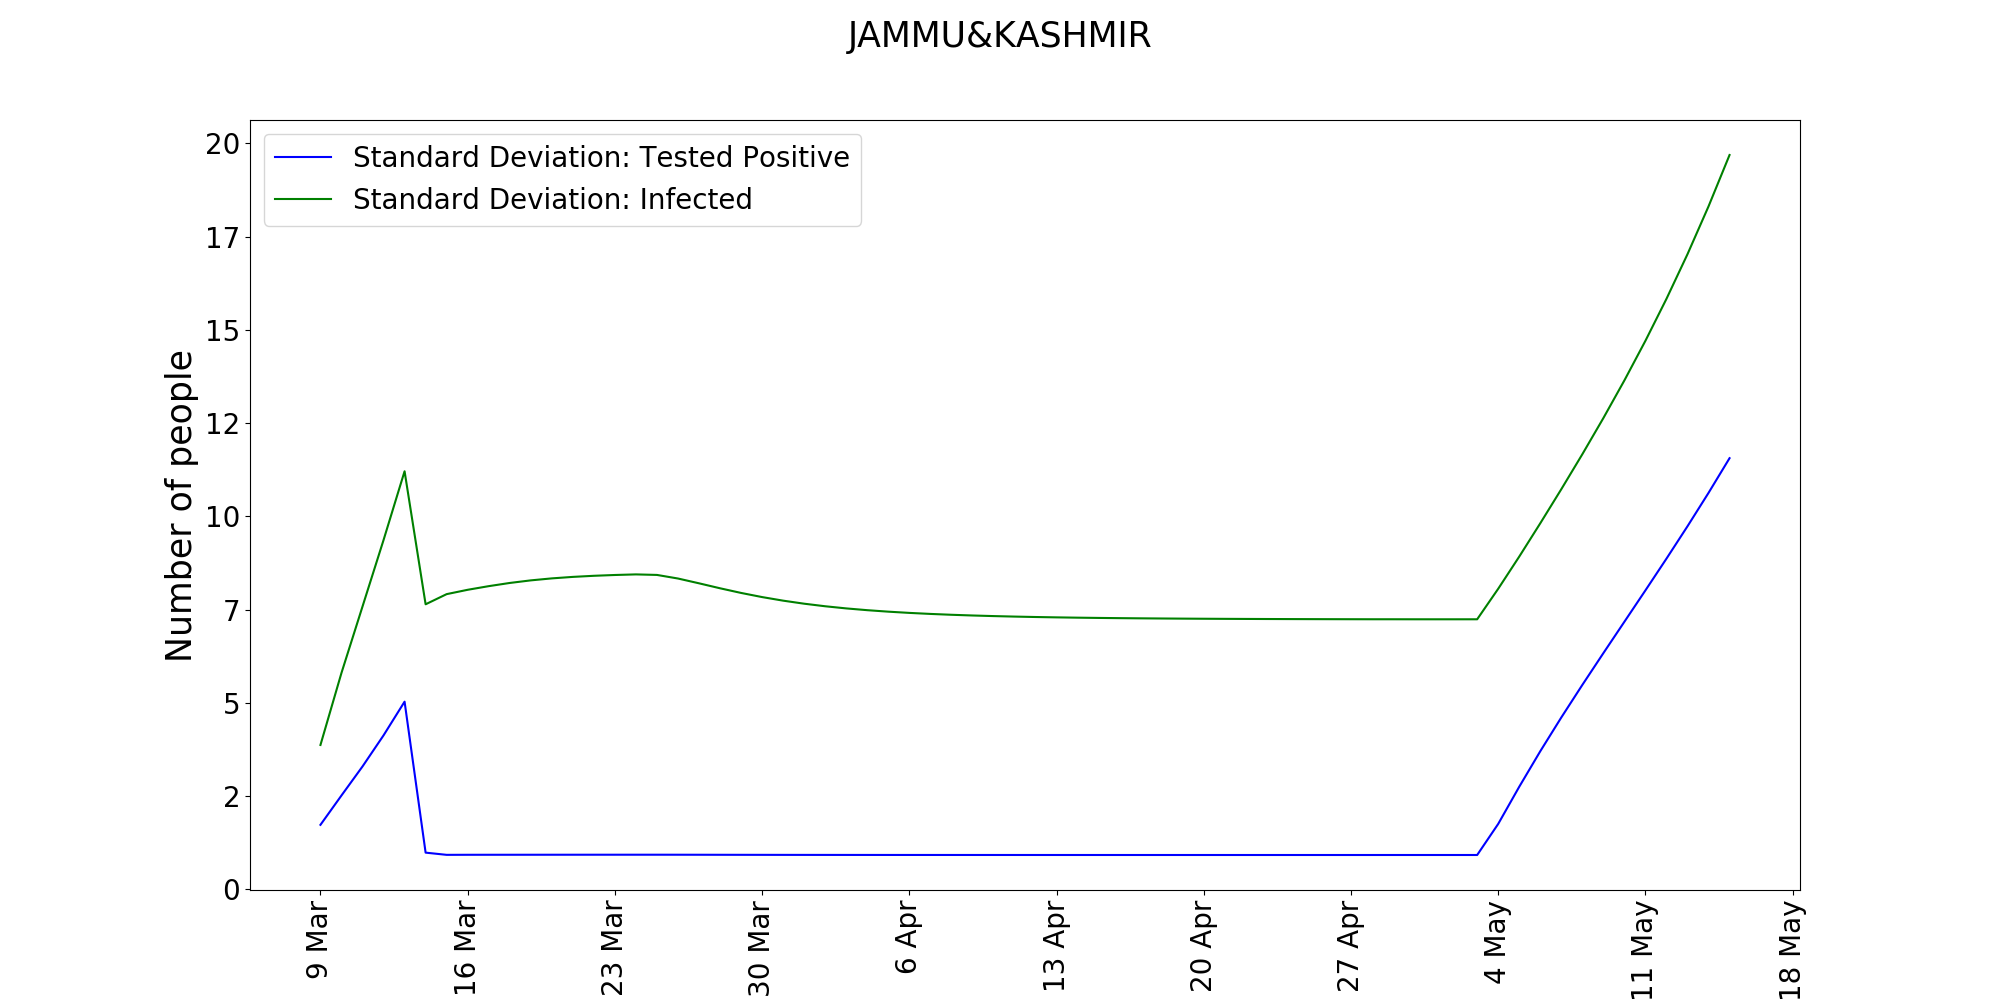 JAMMU&KASHMIR
Standard Deviation: Tested Positive
Standard Deviation: Infected
Number of people
20
17
15
12
10
7
5
2
0
9 Mar
16 Mar
23 Mar
30 Mar
6 Apr
13 Apr
20 Apr
27 Apr
4 May
11 May
18 May